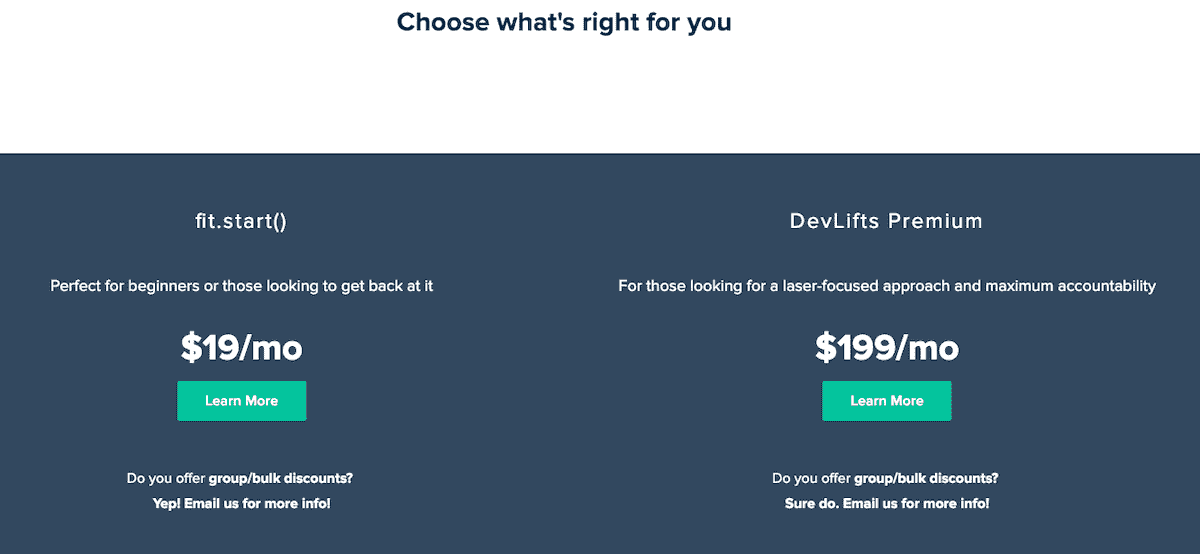 Choose what's right for you
fit.start()
Perfect for beginners or those looking to get back at it
$19/mo
Learn More
Do you offer group/bulk discounts?
Yep! Email us for more info!
DevLifts Premium
For those looking for a laser-focused approach and maximum accountability
$199/mo
Learn More
Do you offer group/bulk discounts?
Sure do. Email us for more info!